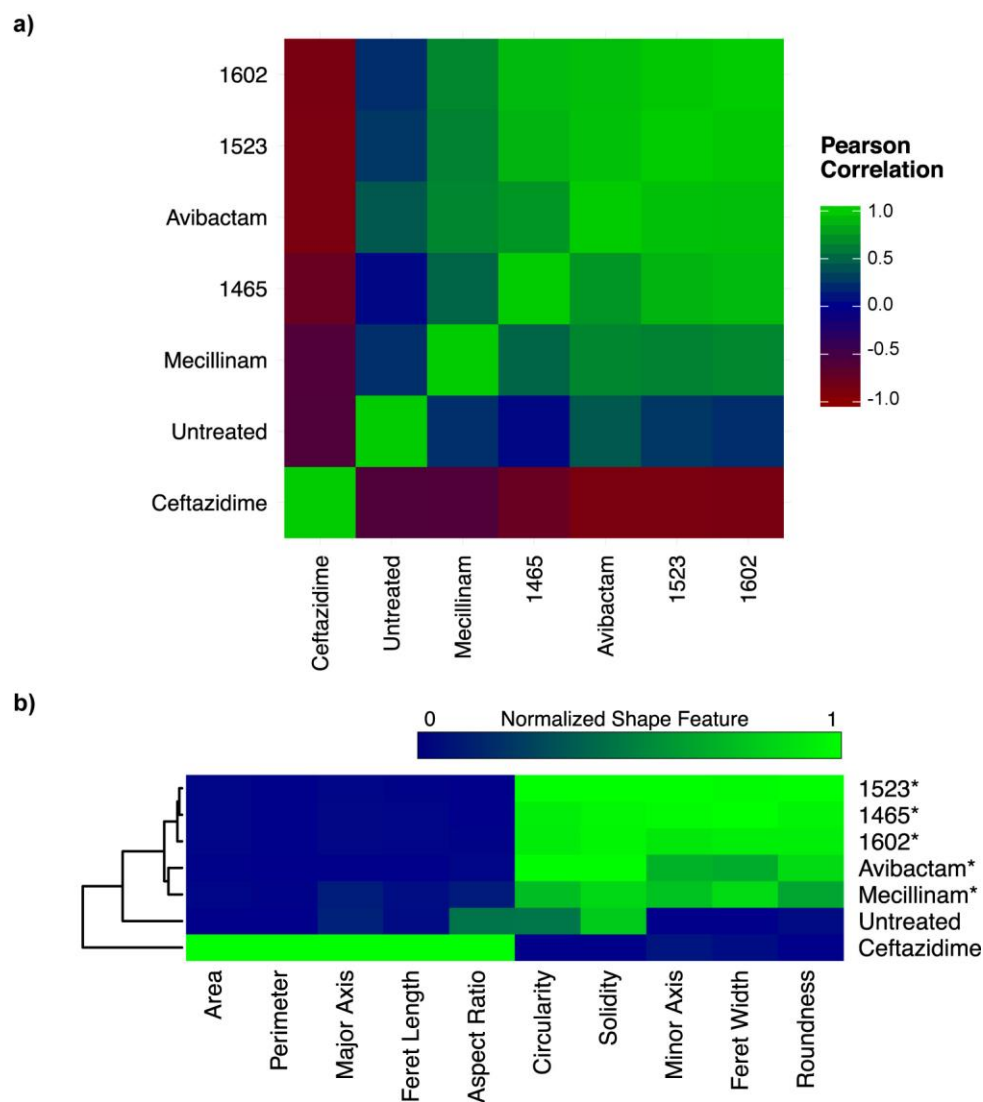 a)
1602
1523
Avibactam
1465
Mecillinam
Untreated
Ceftazidime
Ceftazidime
Untreated
Mecillinam
1465
Avibactam
1523
1602
Pearson
Correlation
1.0
0.5
0.0
-0.5
-1.0
b)
0 Normalized Shape Feature 1
1523*
1465*
1602*
Avibactam*
Mecillinam*
Untreated
Ceftazidime
Area
Perimeter
Major Axis
Feret Length
Aspect Ratio
Circularity
Solidity
Minor Axis
Feret Width
Roundness